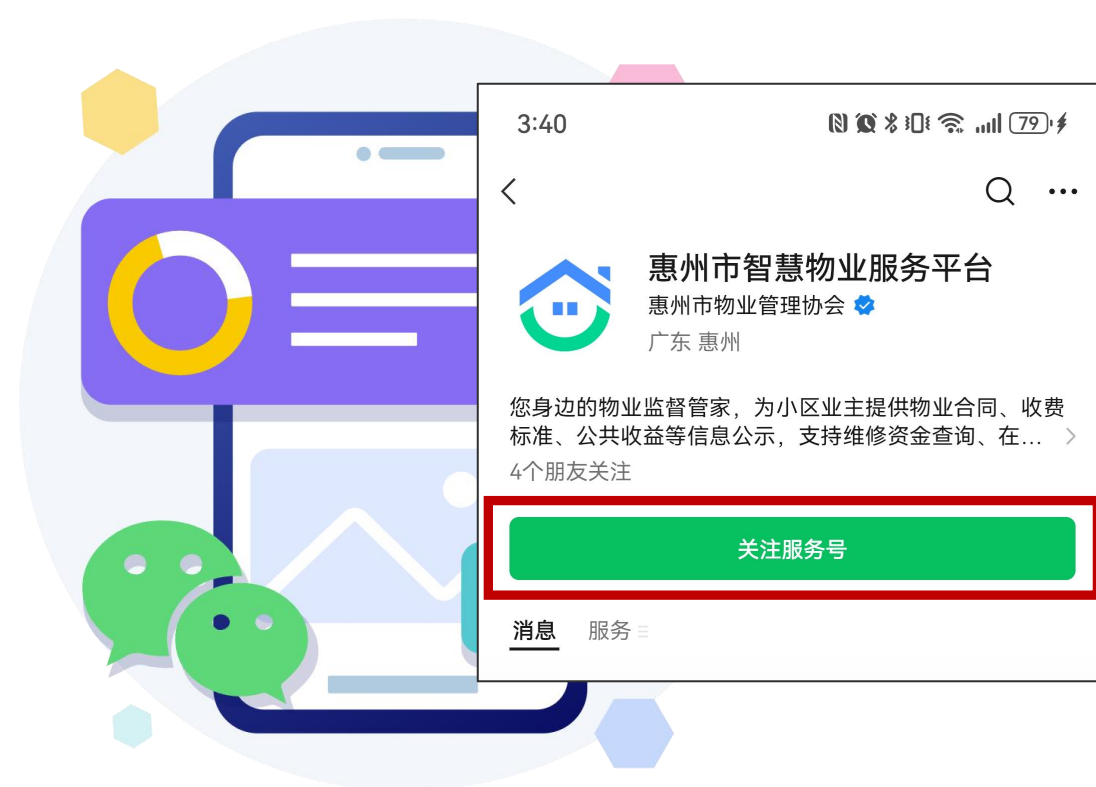 3:40
79
惠州市智慧物业服务平台
惠州市物业管理协会
广东 惠州
您身边的物业监督管家，为小区业主提供物业合同、收费
标准、公共收益等信息公示，支持维修资金查询、在...
4个朋友关注
关注服务号
消息 服务